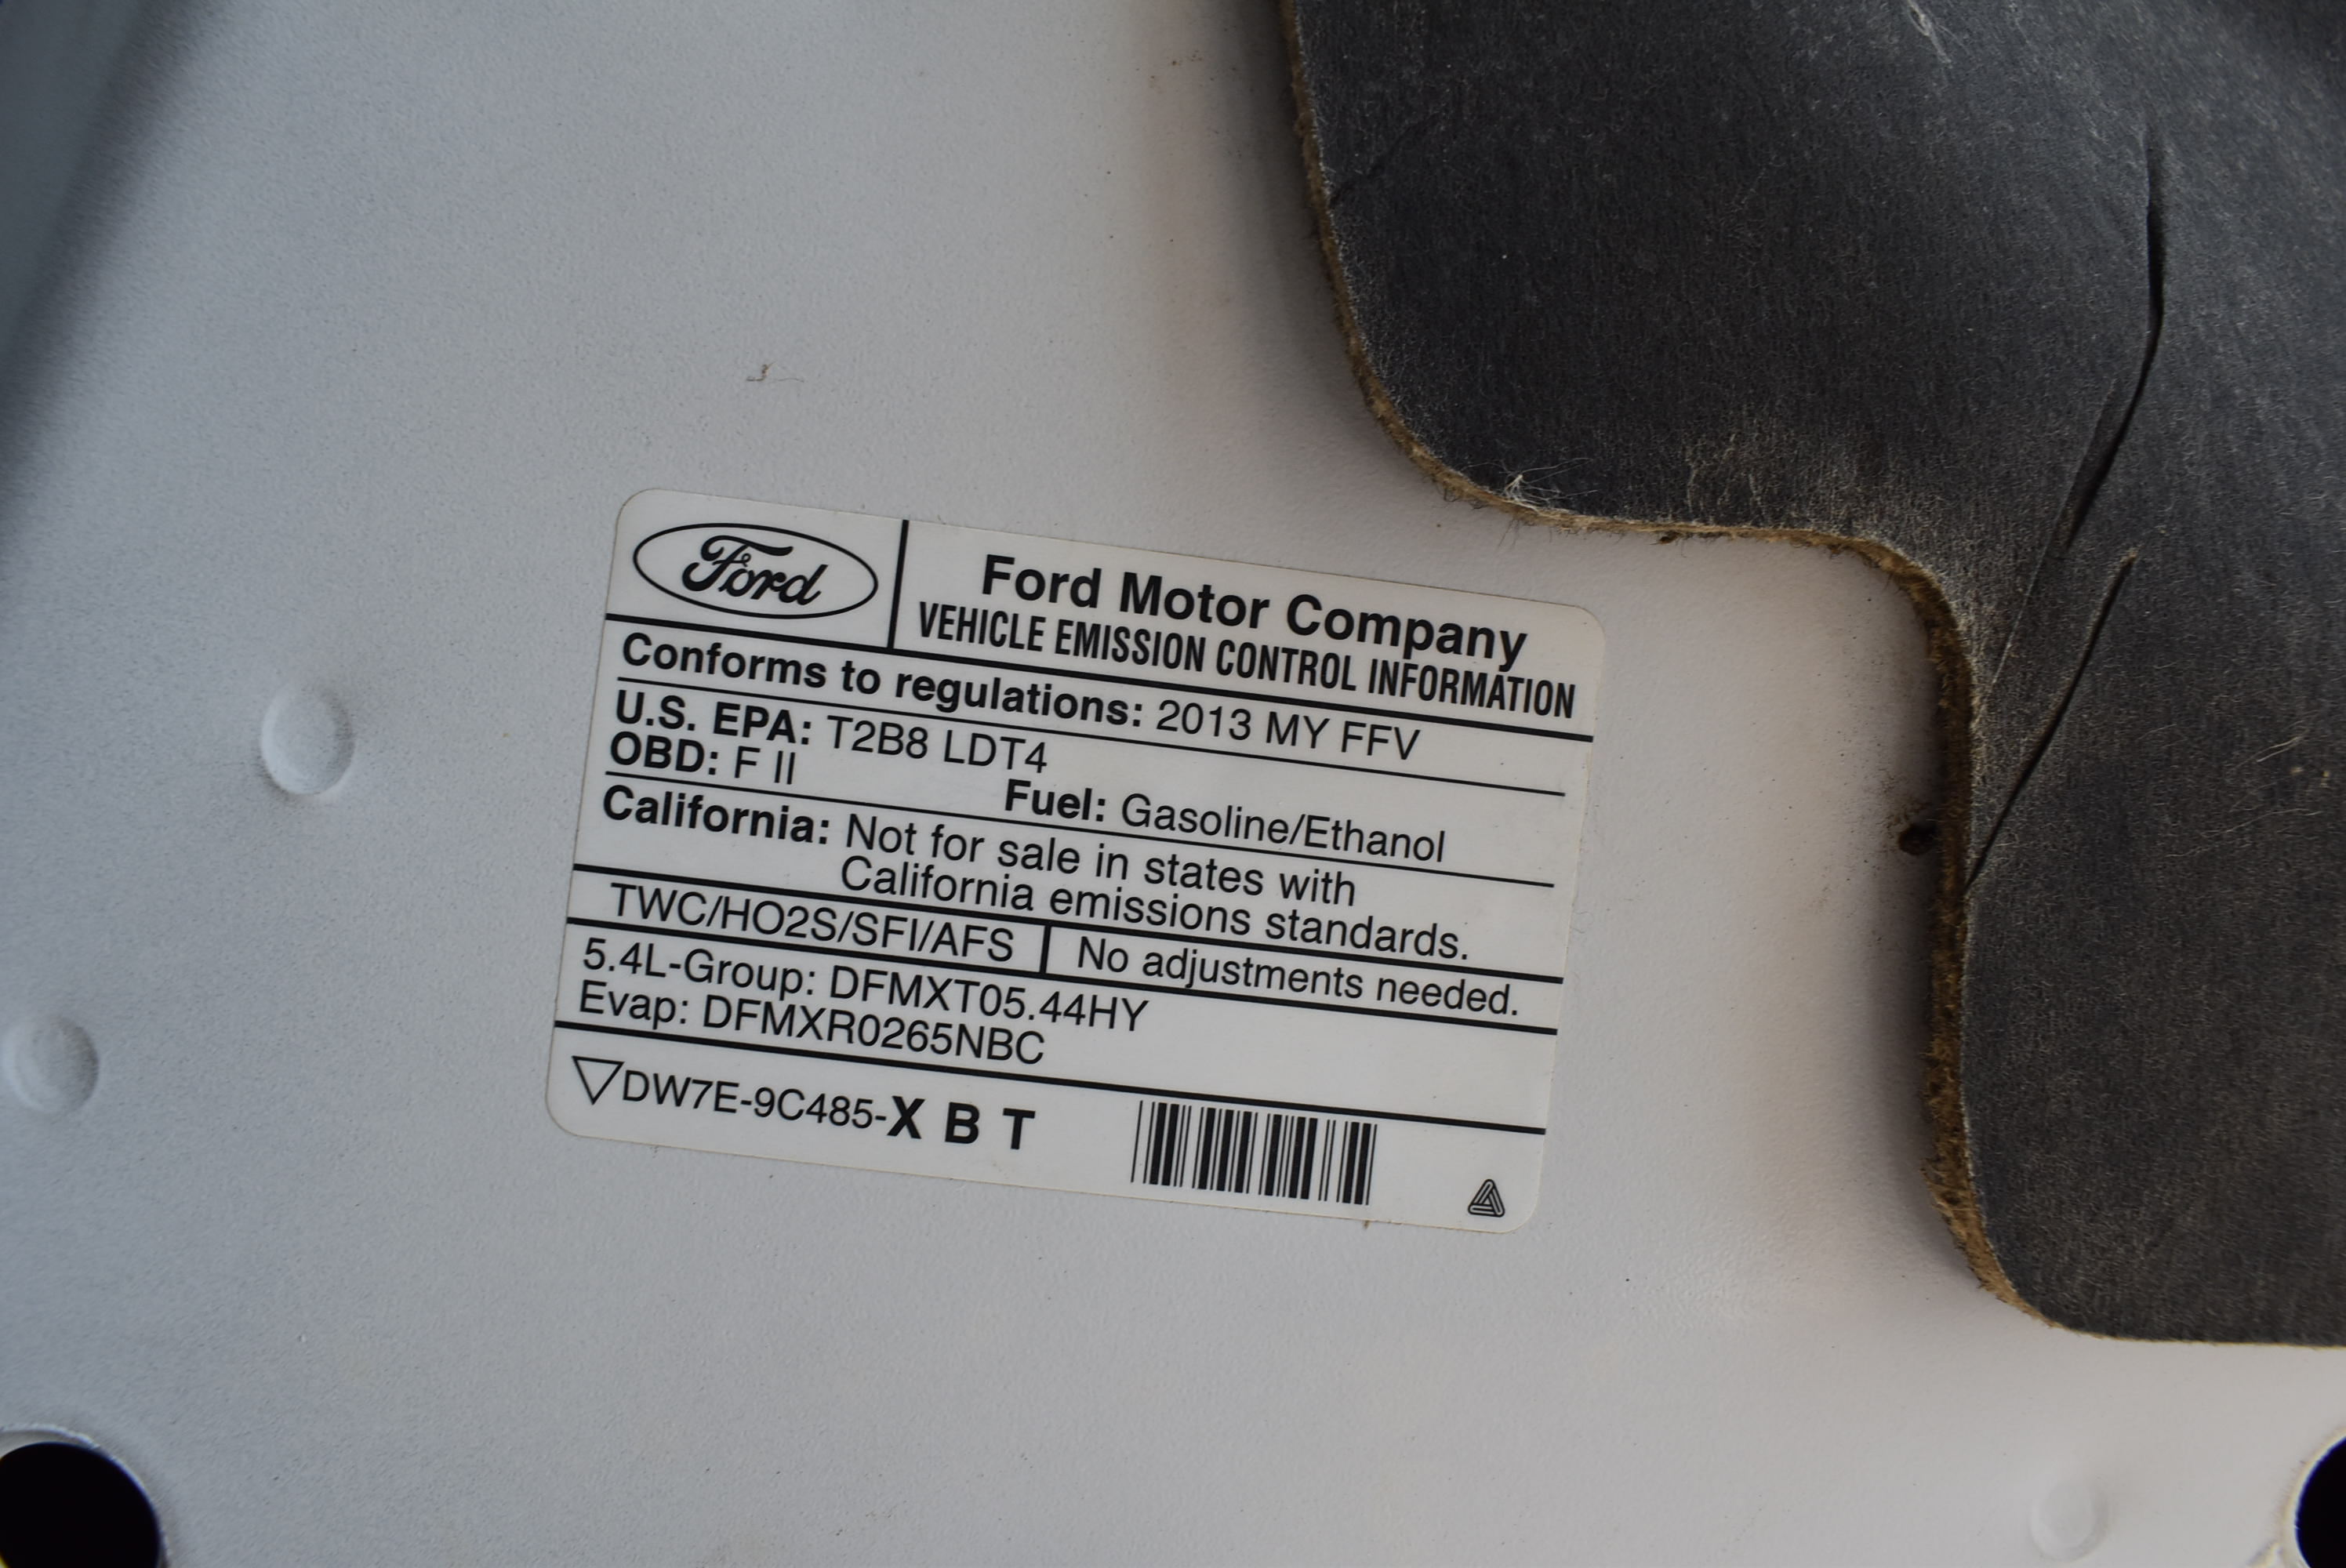 Ford
Ford Motor Company
VEHICLE EMISSION CONTROL INFORMATION
Conforms to regulations: 2013 MY FFV
U.S. EPA: T2B8 LDT4
OBD: F II Fuel: Gasoline/Ethanol
California: Not for sale in states with
California emissions standards.
TWC/HO2S/SFI/AFS No adjustments needed.
5.4L-Group: DFMXT05.44HY
Evap: DFMXR0265NBC
DW7E-9C485-X B T